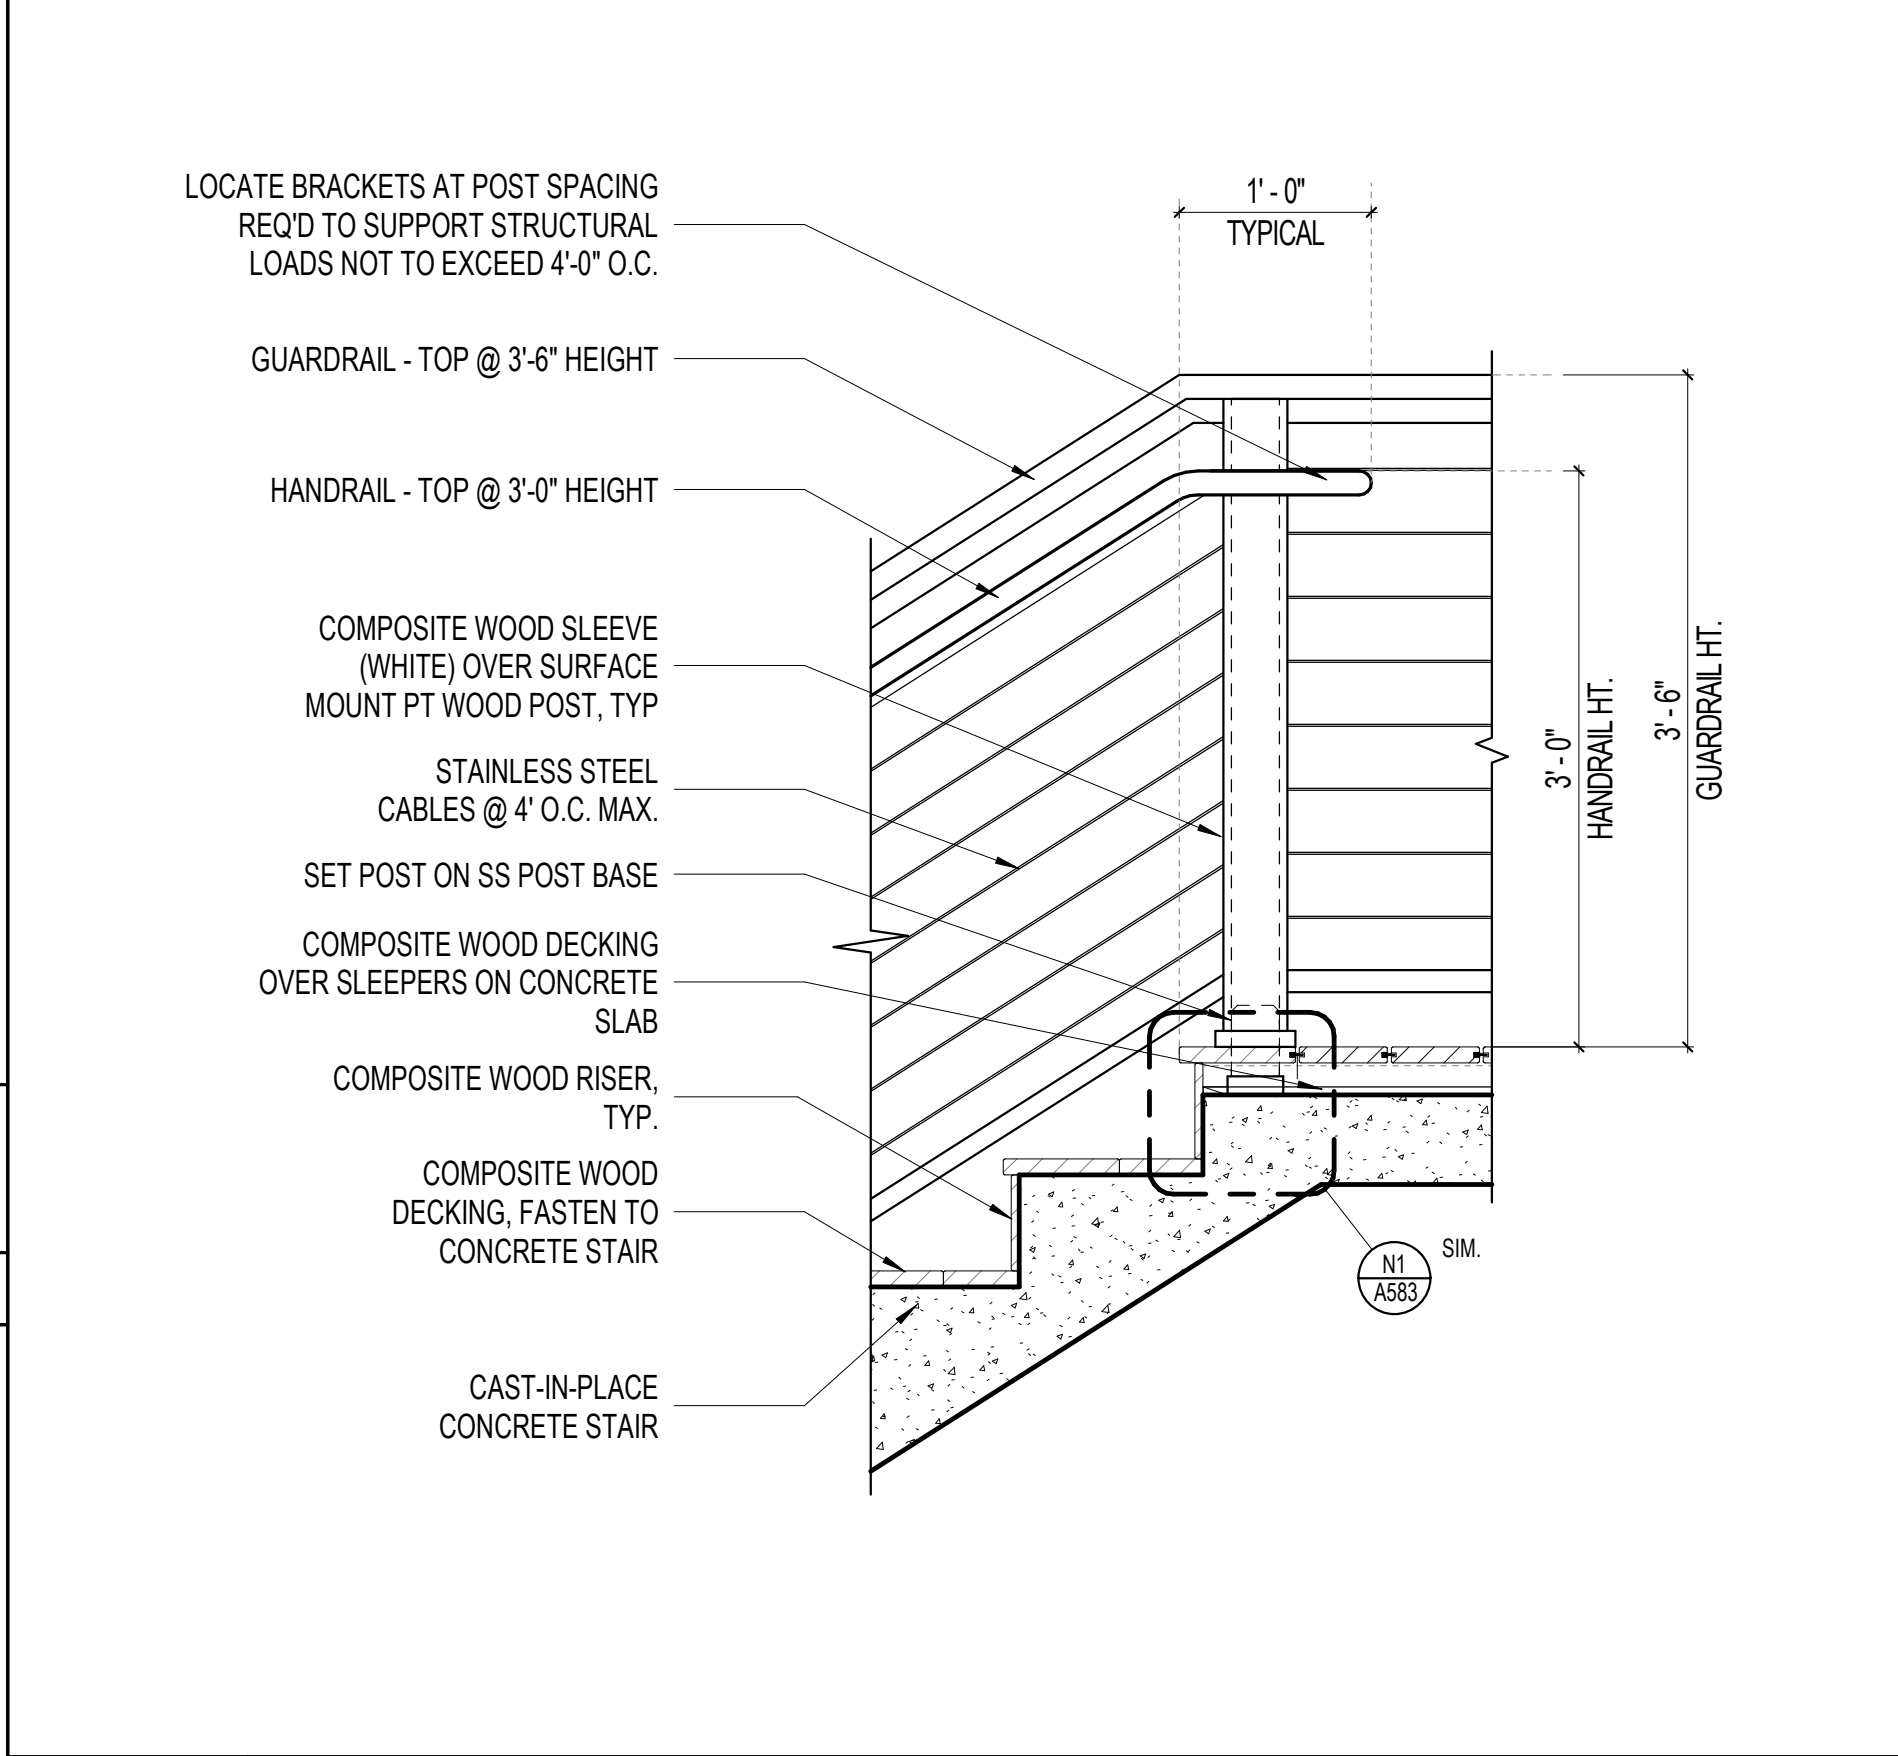 LOCATE BRACKETS AT POST SPACING
REQ'D TO SUPPORT STRUCTURAL
LOADS NOT TO EXCEED 4'-0" O.C.
GUARDRAIL - TOP @ 3'-6" HEIGHT
HANDRAIL - TOP @ 3'-0" HEIGHT
COMPOSITE WOOD SLEEVE
(WHITE) OVER SURFACE
MOUNT PT WOOD POST, TYP
STAINLESS STEEL
CABLES @ 4' O.C. MAX.
SET POST ON SS POST BASE
COMPOSITE WOOD DECKING
OVER SLEEPERS ON CONCRETE
SLAB
COMPOSITE WOOD RISER,
TYP.
COMPOSITE WOOD
DECKING, FASTEN TO
CONCRETE STAIR
CAST-IN-PLACE
CONCRETE STAIR
1' - 0"
TYPICAL
3' - 0"
HANDRAIL HT.
3' - 6"
GUARDRAIL HT.
N1
A583
SIM.